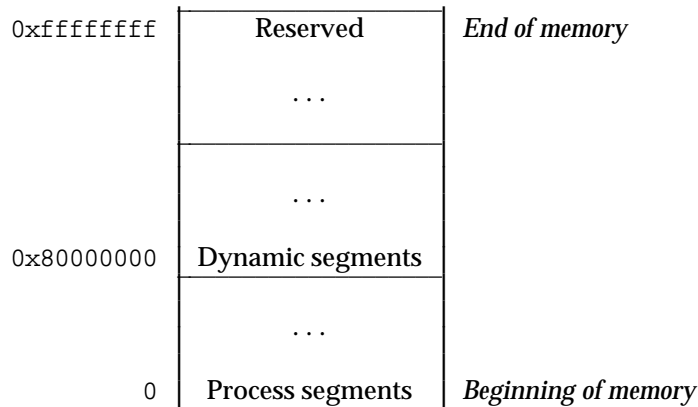 0xffffffff Reserved End of memory
...
...
0x80000000 Dynamic segments
...
0 Process segments Beginning of memory